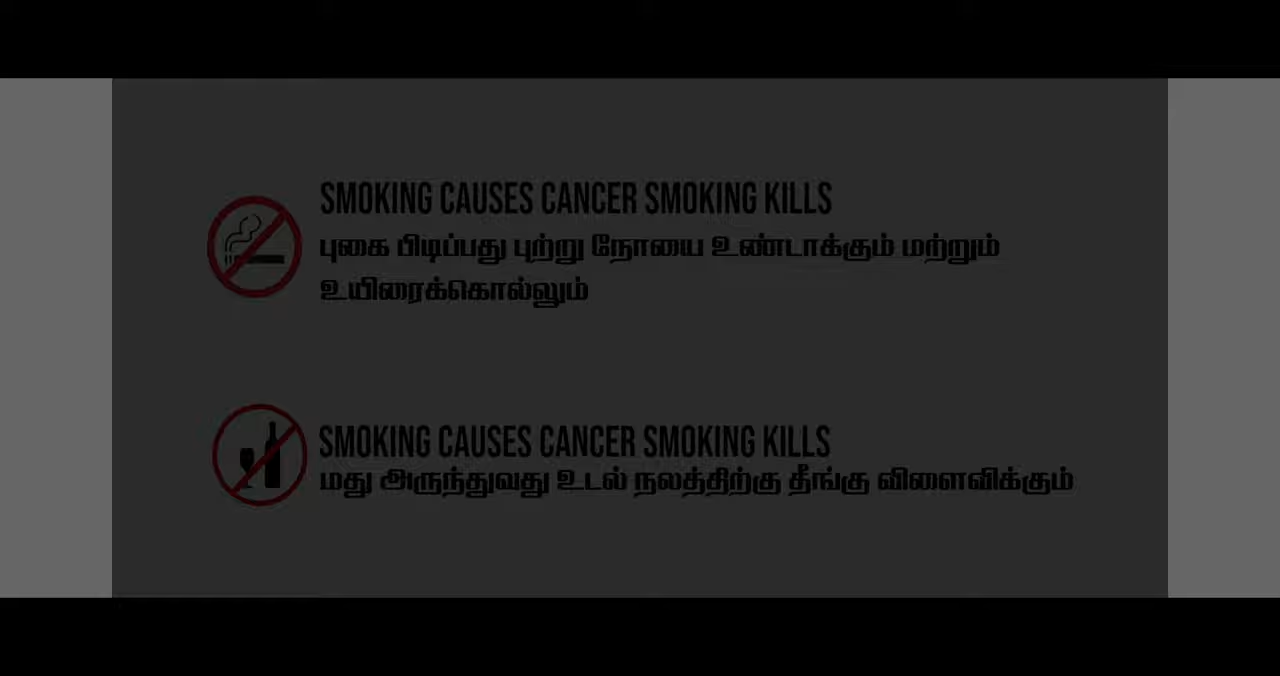 SMOKING CAUSES CANCER SMOKING KILLS
புகை பிடிப்பது புற்று நோயை உண்டாக்கும் மற்றும்
உயிரைக்கொல்லும்
SMOKING CAUSES CANCER SMOKING KILLS
மது அருந்துவது உடல் நலத்திற்கு தீங்கு விளைவிக்கும்